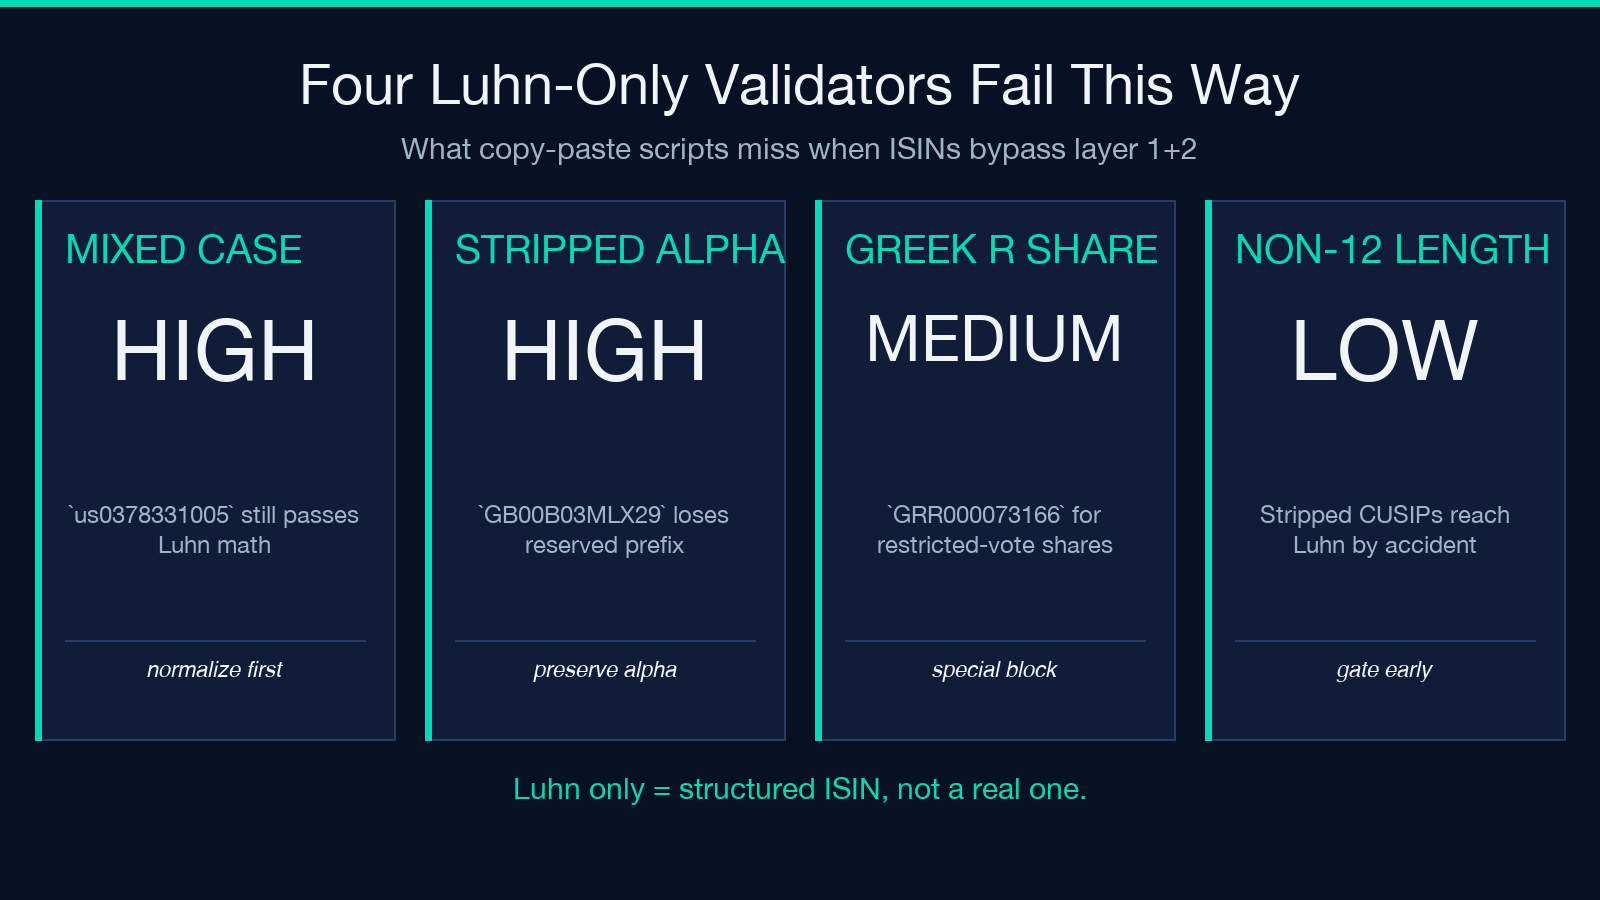 Four Luhn-Only Validators Fail This Way
What copy-paste scripts miss when ISINs bypass layer 1+2
MIXED CASE
HIGH
`us0378331005` still passes
Luhn math
normalize first
STRIPPED ALPHA
HIGH
`GB00B03MLX29` loses
reserved prefix
preserve alpha
GREEK R SHARE
MEDIUM
`GRR000073166` for
restricted-vote shares
special block
NON-12 LENGTH
LOW
Stripped CUSIPs reach
Luhn by accident
gate early
Luhn only = structured ISIN, not a real one.